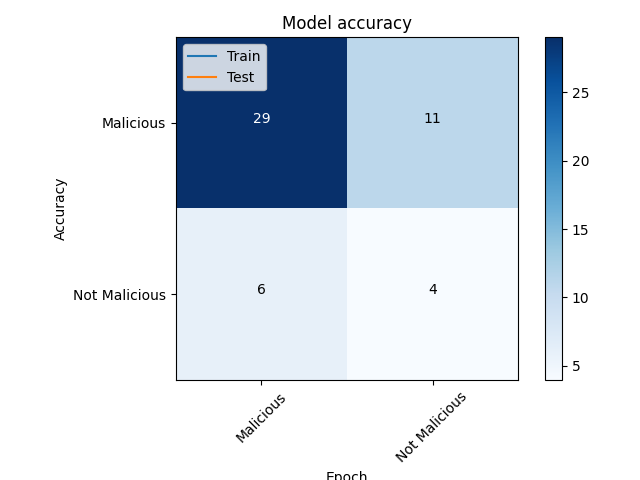 Model accuracy
Train
Test
Malicious
29
11
Accuracy
Not Malicious
6
4
Malicious
Not Malicious
Epoch
25
20
15
10
5